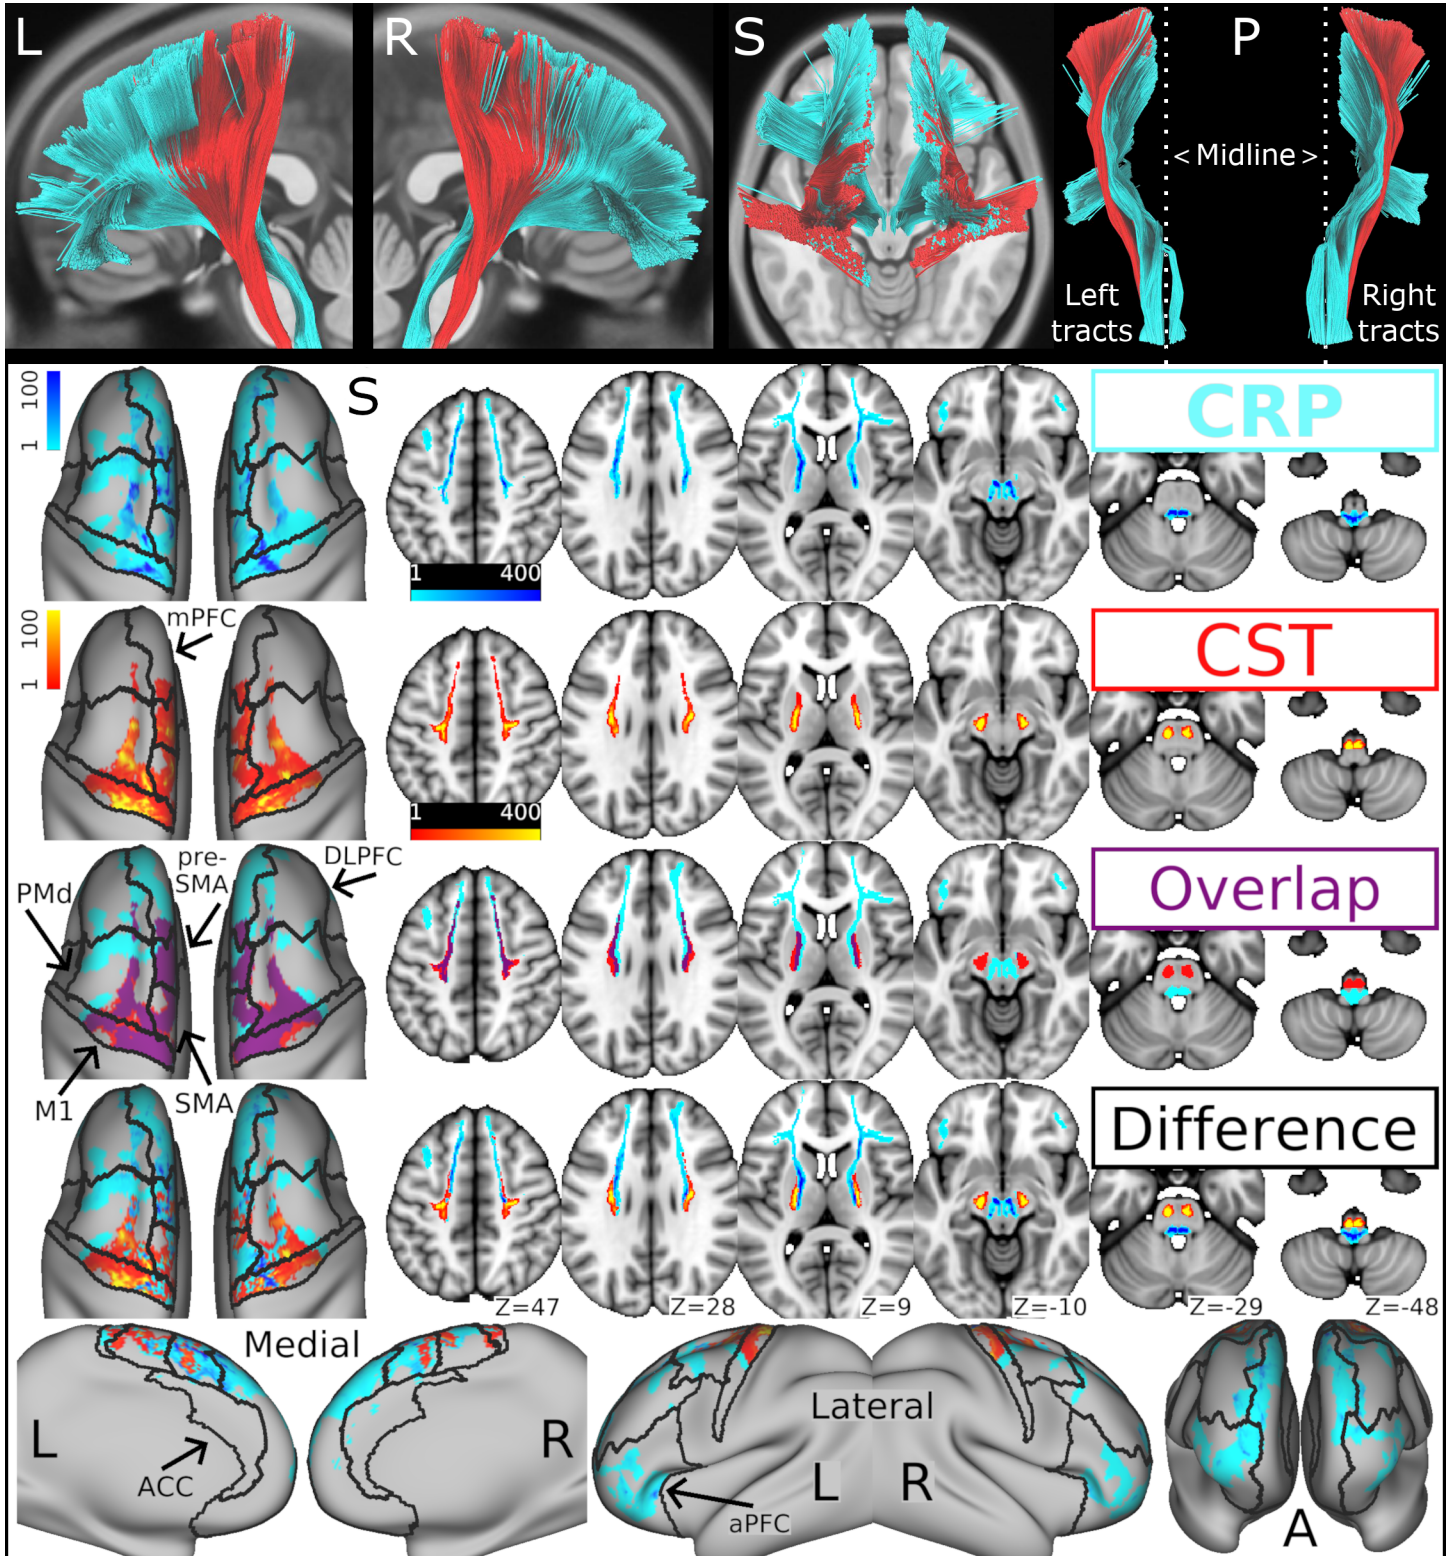 L
R
S
P
< Midline >
Left
tracts
Right
tracts
1 100
S
CRP
1 400
1 100
mPFC
CST
1 400
pre-
SMA
DLPFC
PMd
Overlap
M1
SMA
Difference
Z=47
Z=28
Z=9
Z=-10
Z=-29
Z=-48
Medial
L
R
ACC
Lateral
L
R
aPFC
A